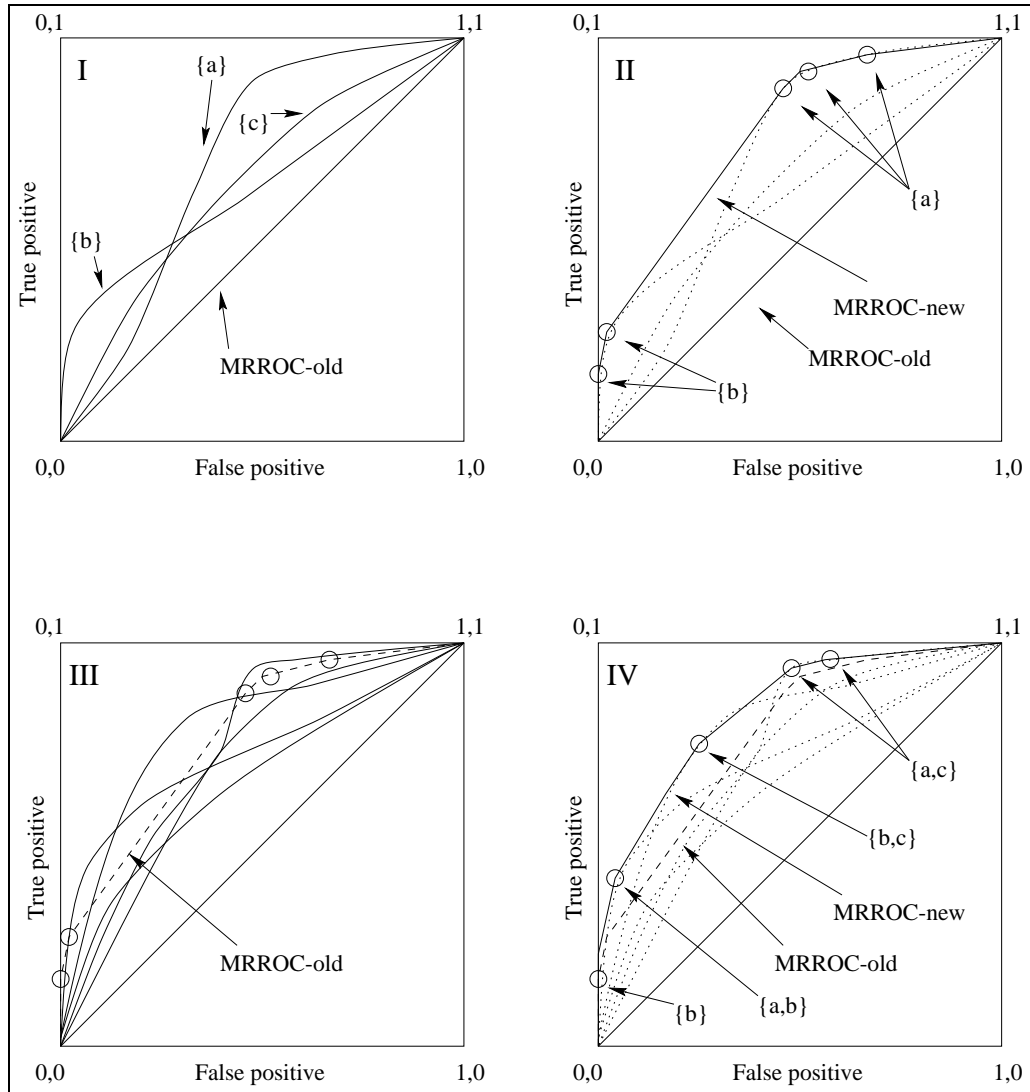 0,1
1,1
I
{a}
{c}
{b}
MRROC-old
True positive
0,0
False positive
1,0
0,1
1,1
II
{a}
MRROC-new
MRROC-old
{b}
True positive
0,0
False positive
1,0
0,1
1,1
III
MRROC-old
True positive
0,0
False positive
1,0
0,1
1,1
IV
{a,c}
{b,c}
MRROC-new
MRROC-old
{b}
{a,b}
True positive
0,0
False positive
1,0